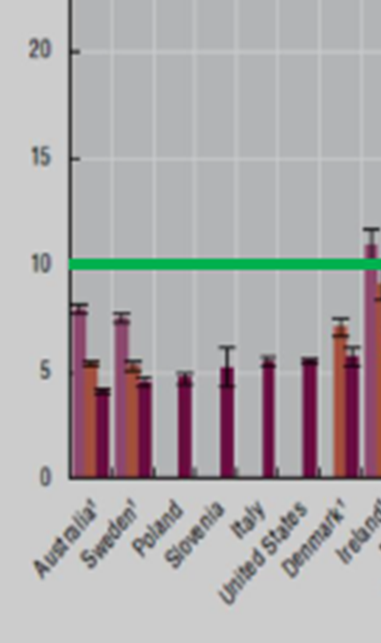 20
15
10
5
0
Australia¹
Sweden¹
Poland
Slovenia
Italy
United States
Denmark¹
Ireland